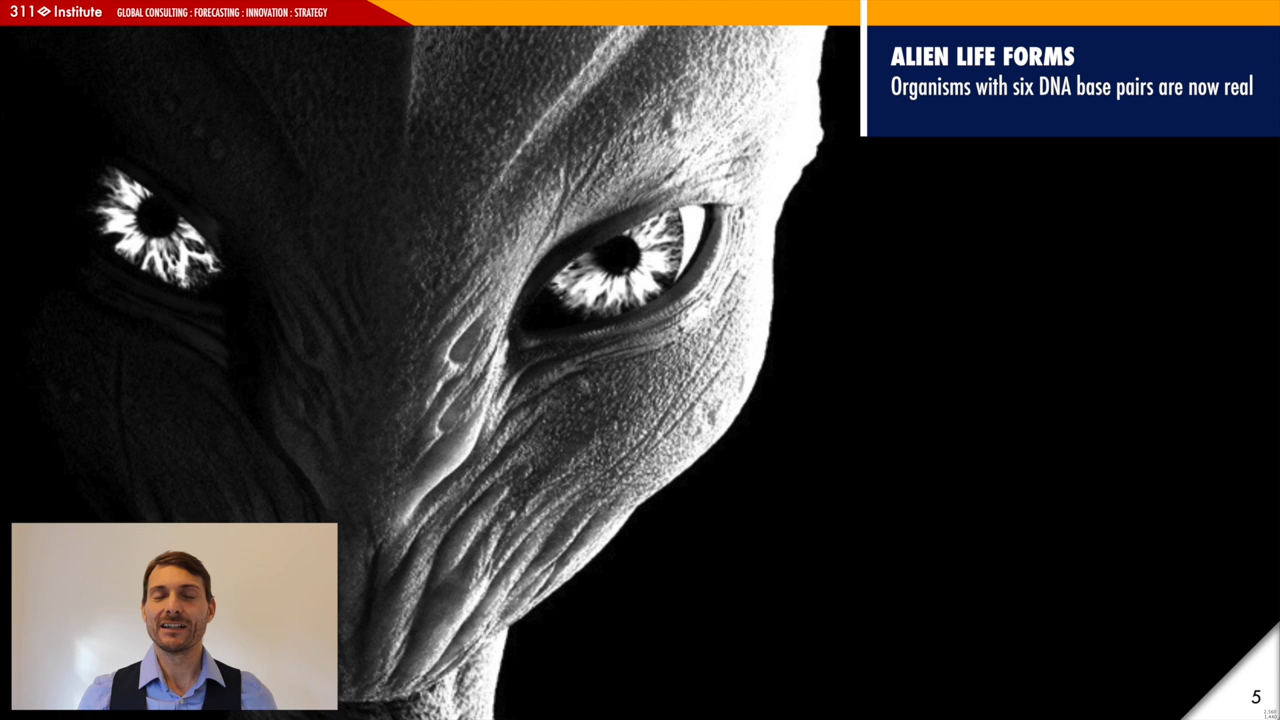 311 Institute GLOBAL CONSULTING : FORECASTING : INNOVATION : STRATEGY
ALIEN LIFE FORMS
Organisms with six DNA base pairs are now real
5